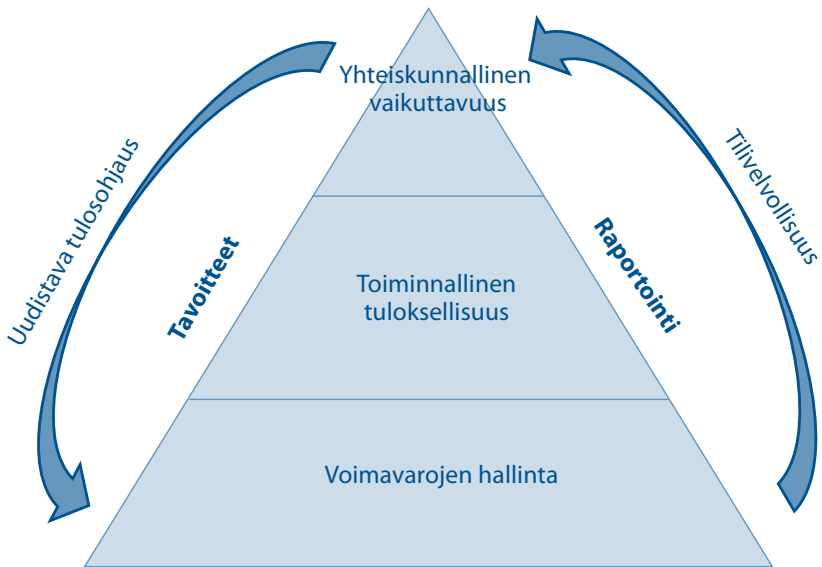 Yhteiskunnallinen
vaikuttavuus
Uudistava tulosohjaus
Tavoitteet
Toiminnallinen
tuloksellisuus
Raportointi
Tilivelvollisuus
Voimavarojen hallinta